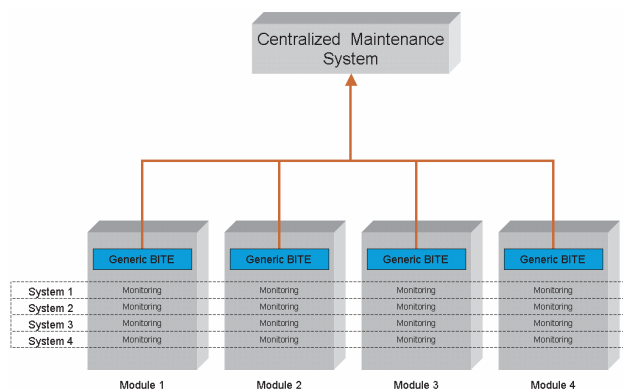 Centralized Maintenance
System
Generic BITE Generic BITE Generic BITE Generic BITE
System 1 Monitoring Monitoring Monitoring Monitoring
System 2 Monitoring Monitoring Monitoring Monitoring
System 3 Monitoring Monitoring Monitoring Monitoring
System 4 Monitoring Monitoring Monitoring Monitoring
Module 1 Module 2 Module 3 Module 4